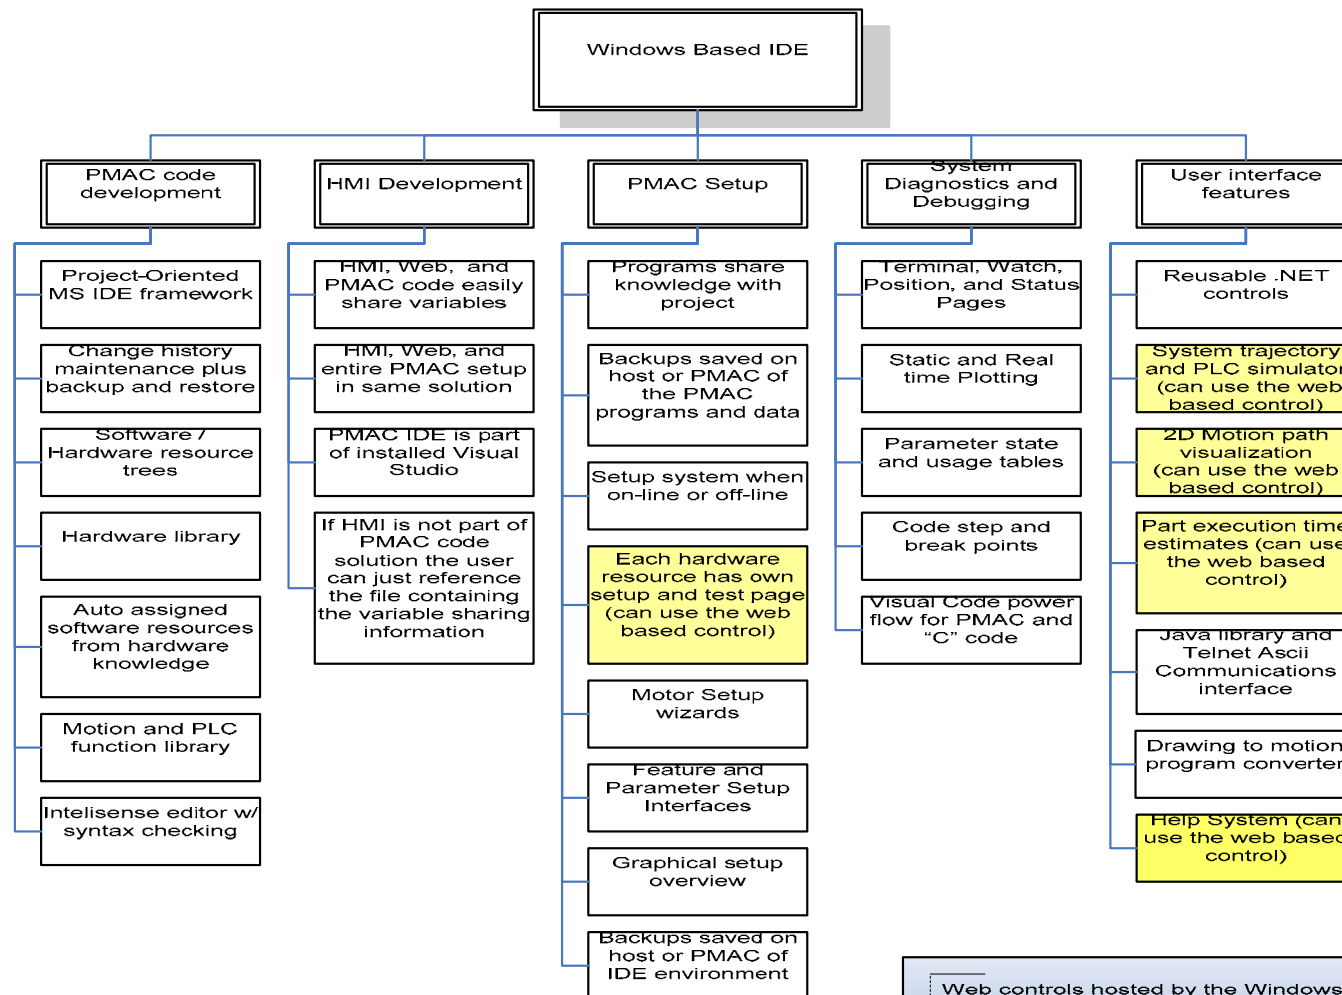 Windows Based IDE
PMAC code
development
Project-Oriented
MS IDE framework
Change history
maintenance plus
backup and restore
Software /
Hardware resource
trees
Hardware library
Auto assigned
software resources
from hardware
knowledge
Motion and PLC
function library
Intelisense editor w/
syntax checking
HMI Development
HMI, Web, and
PMAC code easily
share variables
HMI, Web, and
entire PMAC setup
in same solution
PMAC IDE is part
of installed Visual
Studio
If HMI is not part of
PMAC code
solution the user
can just reference
the file containing
the variable sharing
information
PMAC Setup
Programs share
knowledge with
project
Backups saved on
host or PMAC of
the PMAC
programs and data
Setup system when
on-line or off-line
Each hardware
resource has own
setup and test page
(can use the web
based control)
Motor Setup
wizards
Feature and
Parameter Setup
Interfaces
Graphical setup
overview
Backups saved on
host or PMAC of
IDE environment
System
Diagnostics and
Debugging
Terminal, Watch,
Position, and Status
Pages
Static and Real
time Plotting
Parameter state
and usage tables
Code step and
break points
Visual Code power
flow for PMAC and
“C” code
User interface
features
Reusable .NET
controls
System trajectory
and PLC simulator
(can use the web
based control)
2D Motion path
visualization
(can use the web
based control)
Part execution time
estimates (can use
the web based
control)
Java library and
Telnet Ascii
Communications
interface
Drawing to motion
program converter
Help System (can
use the web based
control)
Web controls hosted by the Windows